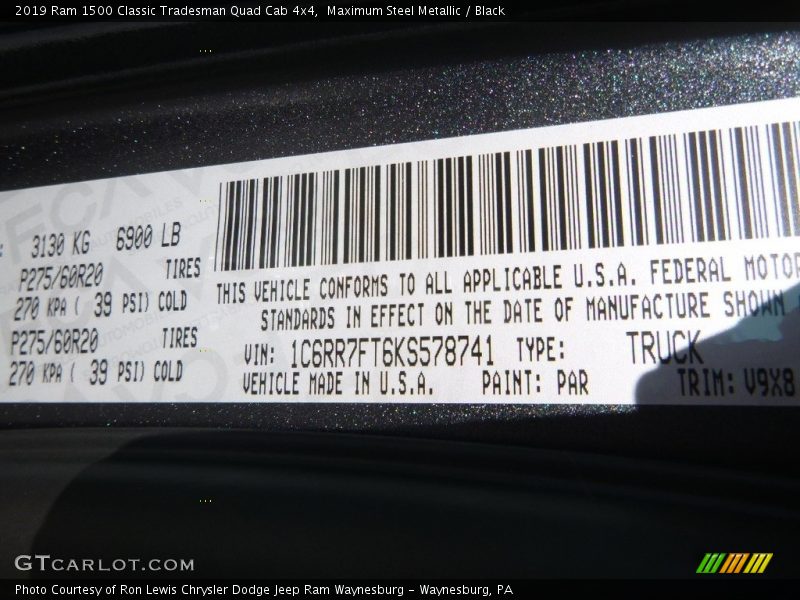 2019 Ram 1500 Classic Tradesman Quad Cab 4x4,  Maximum Steel Metallic / Black
3130 KG 6900 LB
P275/60R20 TIRES
270 KPA ( 39 PSI) COLD
P275/60R20 TIRES
270 KPA ( 39 PSI) COLD
THIS VEHICLE CONFORMS TO ALL APPLICABLE U.S.A. FEDERAL MOTOR
STANDARDS IN EFFECT ON THE DATE OF MANUFACTURE SHOWN
VIN: 1C6RR7FT6KS578741 TYPE: TRUCK
VEHICLE MADE IN U.S.A. PAINT: PAR TRIM: V9X8
GTCARLOT.COM
Photo Courtesy of Ron Lewis Chrysler Dodge Jeep Ram Waynesburg - Waynesburg, PA